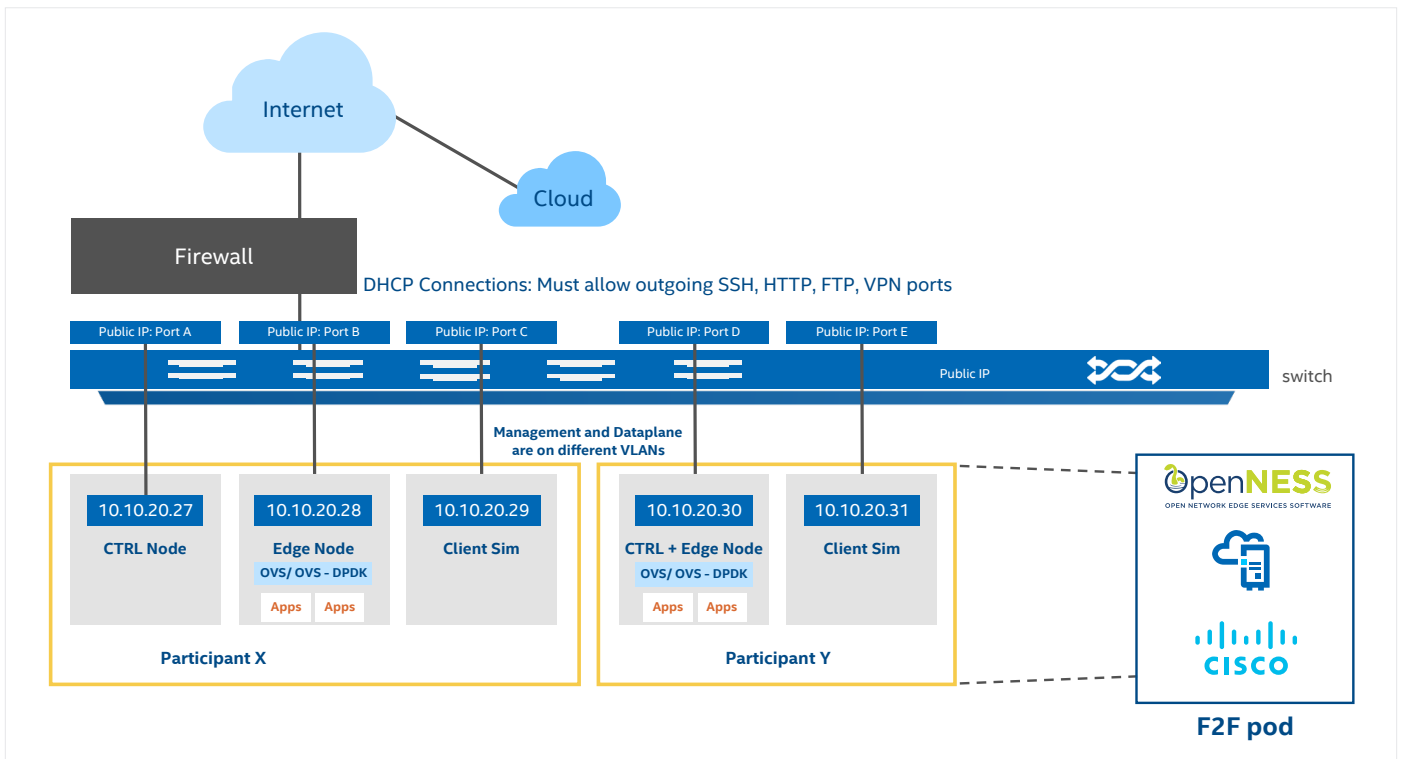 Internet
Cloud
Firewall
DHCP Connections: Must allow outgoing SSH, HTTP, FTP, VPN ports
Public IP: Port A
Public IP: Port B
Public IP: Port C
Public IP: Port D
Public IP: Port E
Public IP
switch
Management and Dataplane
are on different VLANs
10.10.20.27
CTRL Node
10.10.20.28
Edge Node
OVS/ OVS - DPDK
Apps
Apps
10.10.20.29
Client Sim
Participant X
10.10.20.30
CTRL + Edge Node
OVS/ OVS - DPDK
Apps
Apps
10.10.20.31
Client Sim
Participant Y
OpenNESS
OPEN NETWORK EDGE SERVICES SOFTWARE
CISCO
F2F pod